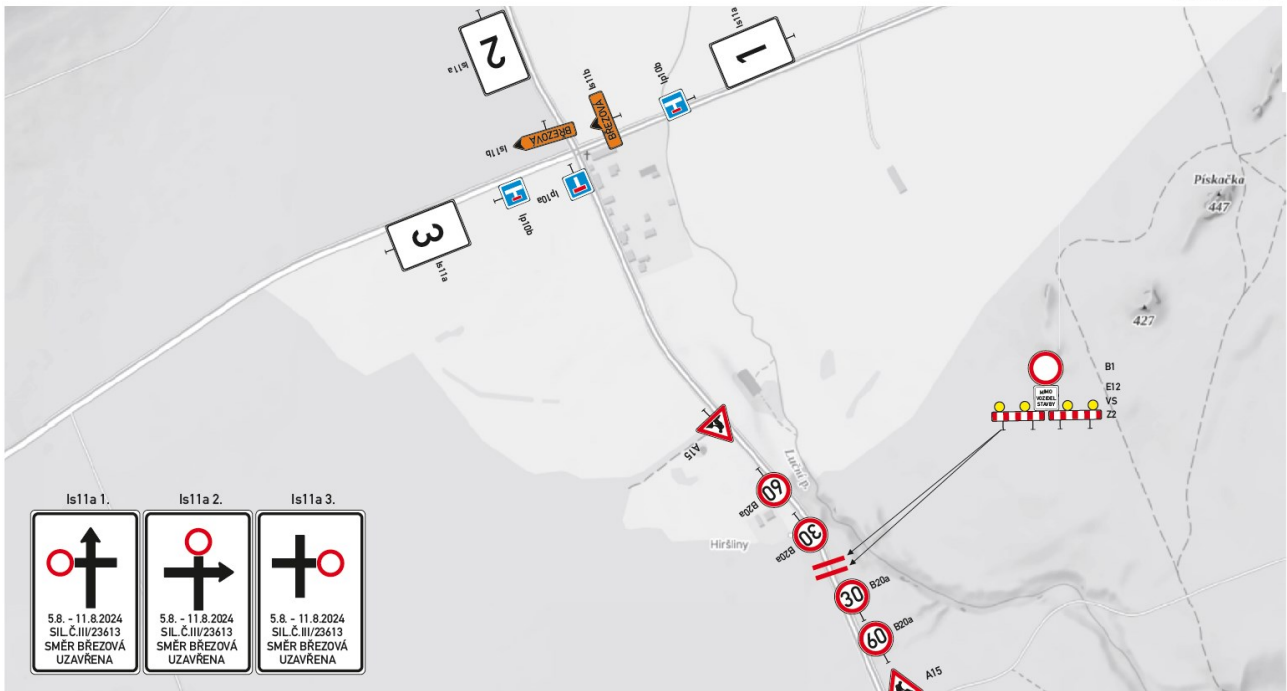 2
Is11a
1
Is11a
BŘEZOVÁ
Is11b
Ip10b
BŘEZOVÁ
Is11b
Ip10a
Ip10b
3
Is11a
Pískačka
447
427
B1
MIMO
VOZIDEL
STAVBY
E12
VS
Z2
A15
Luční p.
60
B20a
30
B20a
Hiršliny
30
B20a
60
B20a
A15
Is11a 1.
5.8. - 11.8.2024
SIL.Č.III/23613
SMĚR BŘEZOVÁ
UZAVŘENA
Is11a 2.
5.8. - 11.8.2024
SIL.Č.III/23613
SMĚR BŘEZOVÁ
UZAVŘENA
Is11a 3.
5.8. - 11.8.2024
SIL.Č.III/23613
SMĚR BŘEZOVÁ
UZAVŘENA